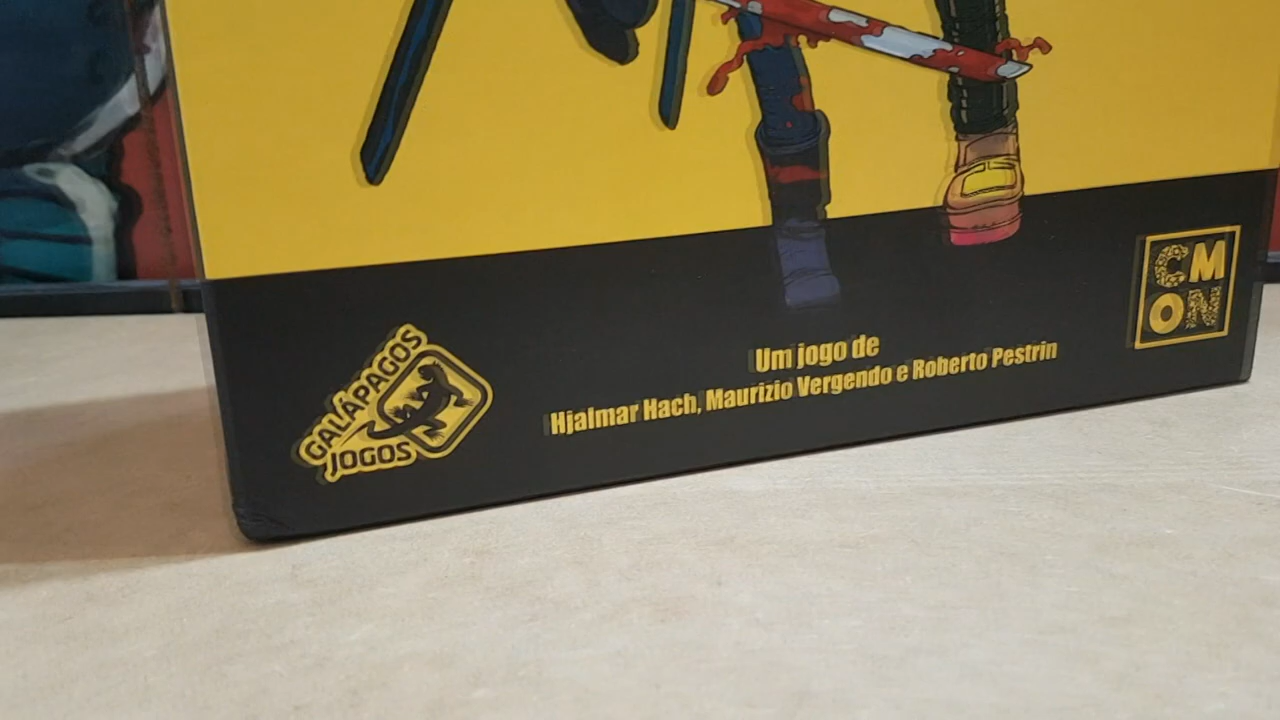 GALÁPAGOS
JOGOS
Um jogo de
Hjalmar Hach, Maurizio Vergendo e Roberto Pestrin
CM
ON